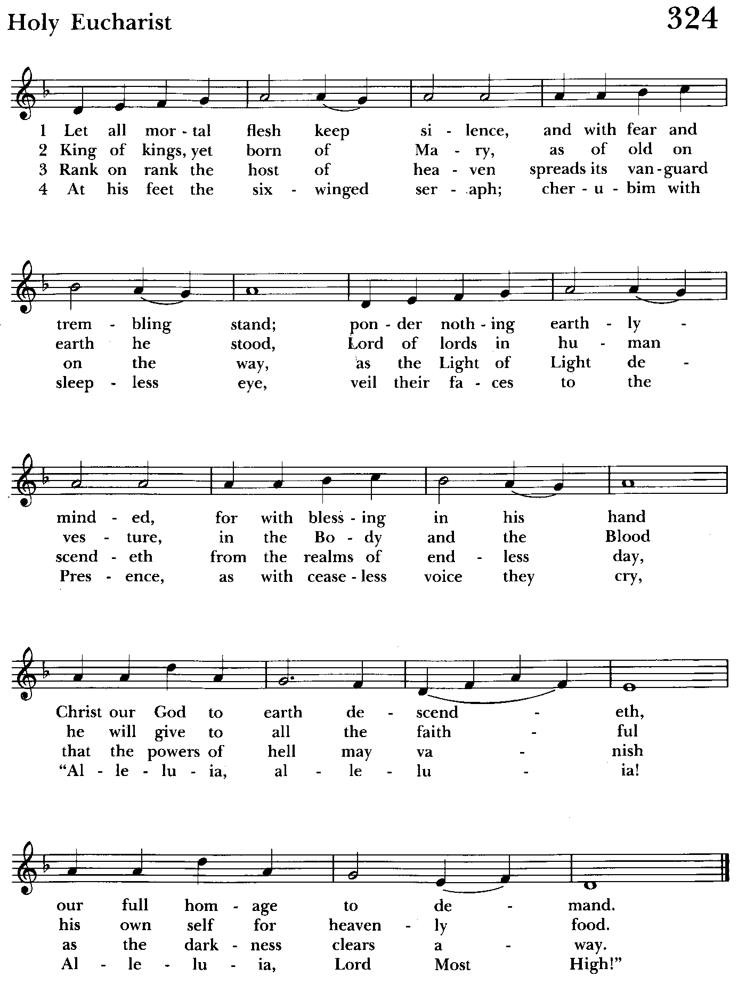 Holy Eucharist 324
1 Let all mor - tal flesh keep si - lence, and with fear and
2 King of kings, yet born of Ma - ry, as of old on
3 Rank on rank the host of hea - ven spreads its van - guard
4 At his feet the six - winged ser - aph; cher - u - bim with
trem - bling stand; pon - der noth - ing earth - ly -
earth he stood, Lord of lords in hu - man
on the way, as the Light of Light de -
sleep - less eye, veil their fa - ces to the
mind - ed, for with bless - ing in his hand
ves - ture, in the Bo - dy and the Blood
scend - eth from the realms of end - less day,
Pres - ence, as with cease - less voice they cry,
Christ our God to earth de - scend - eth,
he will give to all the faith - ful
that the powers of hell may va - nish
“Al - le - lu - ia, al - le - lu - ia!
our full hom - age to de - mand.
his own self for heaven - ly food.
as the dark - ness clears a - way.
Al - le - lu - ia, Lord Most High!”